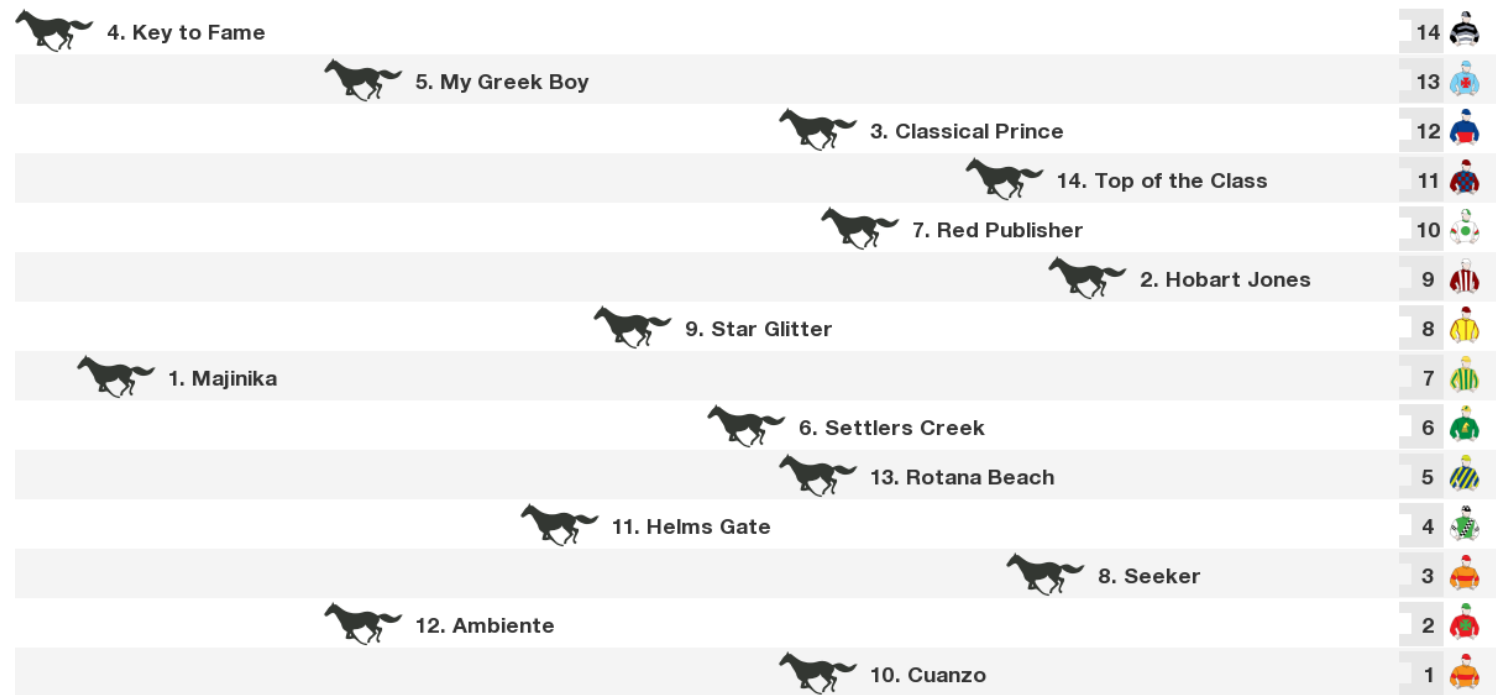 4. Key to Fame 14
5. My Greek Boy 13
3. Classical Prince 12
14. Top of the Class 11
7. Red Publisher 10
2. Hobart Jones 9
9. Star Glitter 8
1. Majinika 7
6. Settlers Creek 6
13. Rotana Beach 5
11. Helms Gate 4
8. Seeker 3
12. Ambiente 2
10. Cuanzo 1